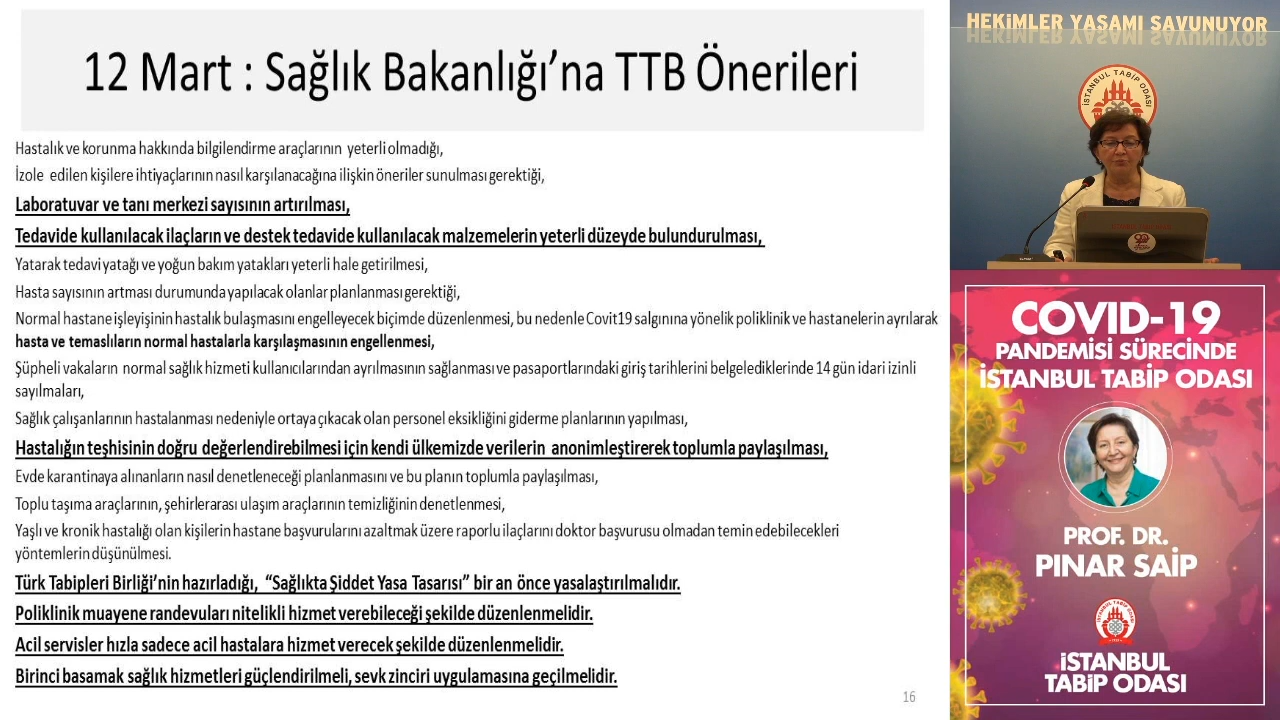 12 Mart : Sağlık Bakanlığı’na TTB Önerileri
Hastalık ve korunma hakkında bilgilendirme araçlarının yeterli olmadığı,
İzole edilen kişilere ihtiyaçlarının nasıl karşılanacağına ilişkin öneriler sunulması gerektiği,
Laboratuvar ve tanı merkezi sayısının artırılması,
Tedavide kullanılacak ilaçların ve destek tedavide kullanılacak malzemelerin yeterli düzeyde bulundurulması,
Yatarak tedavi yatağı ve yoğun bakım yatakları yeterli hale getirilmesi,
Hasta sayısının artması durumunda yapılacak olanlar planlanması gerektiği,
Normal hastane işleyişinin hastalık bulaşmasını engelleyecek biçimde düzenlenmesi, bu nedenle Covit19 salgınına yönelik poliklinik ve hastanelerin ayrılarak
hasta ve temaslıların normal hastalarla karşılaşmasının engellenmesi,
Şüpheli vakaların normal sağlık hizmeti kullanıcılarından ayrılmasının sağlanması ve pasaportlarındaki giriş tarihlerini belgelediklerinde 14 gün idari izinli
sayılmaları,
Sağlık çalışanlarının hastalanması nedeniyle ortaya çıkacak olan personel eksikliğini giderme planlarının yapılması,
Hastalığın teşhisinin doğru değerlendirebilmesi için kendi ülkemizde verilerin anonimleştirerek toplumla paylaşılması,
Evde karantinaya alınanların nasıl denetleneceği planlanmasını ve bu planın toplumla paylaşılması,
Toplu taşıma araçlarının, şehirlerarası ulaşım araçlarının temizliğinin denetlenmesi,
Yaşlı ve kronik hastalığı olan kişilerin hastane başvurularını azaltmak üzere raporlu ilaçlarını doktor başvurusu olmadan temin edebilecekleri
yöntemlerin düşünülmesi.
Türk Tabipleri Birliği’nin hazırladığı, “Sağlıkta Şiddet Yasa Tasarısı” bir an önce yasalaştırılmalıdır.
Poliklinik muayene randevuları nitelikli hizmet verebileceği şekilde düzenlenmelidir.
Acil servisler hızla sadece acil hastalara hizmet verecek şekilde düzenlenmelidir.
Birinci basamak sağlık hizmetleri güçlendirilmeli, sevk zinciri uygulamasına geçilmelidir.
16
HEKİMLER YAŞAMI SAVUNUYOR
İSTANBUL TABİP ODASI
COVID-19
PANDEMİSİ SÜRECİNDE
İSTANBUL TABİP ODASI
PROF. DR.
PINAR SAİP
İSTANBUL
TABİP ODASI